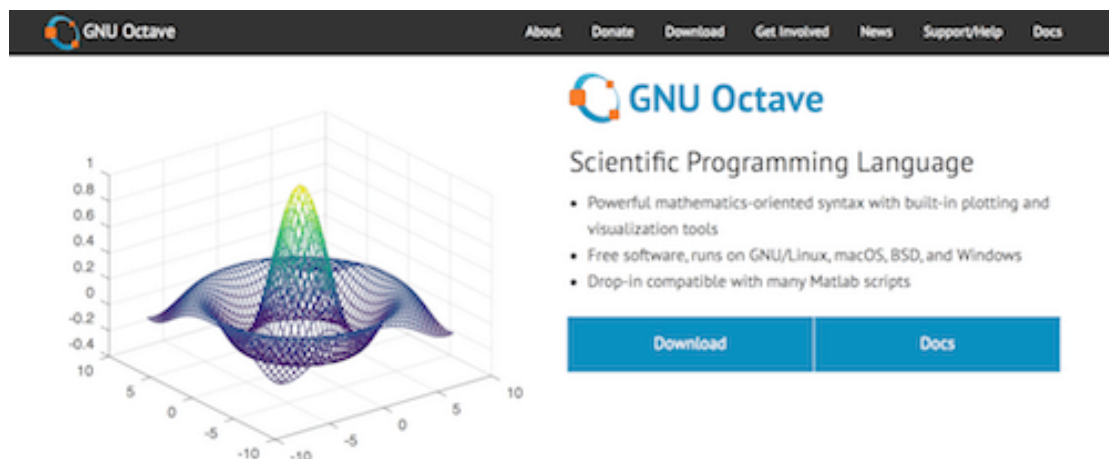 GNU Octave
About Donate Download Get Involved News Support/Help Docs
GNU Octave
Scientific Programming Language
• Powerful mathematics-oriented syntax with built-in plotting and
visualization tools
• Free software, runs on GNU/Linux, macOS, BSD, and Windows
• Drop-in compatible with many Matlab scripts
Download Docs
1
0.8
0.6
0.4
0.2
0
-0.2
-0.4
10
5
0
-5
-10
-10
-5
0
5
10